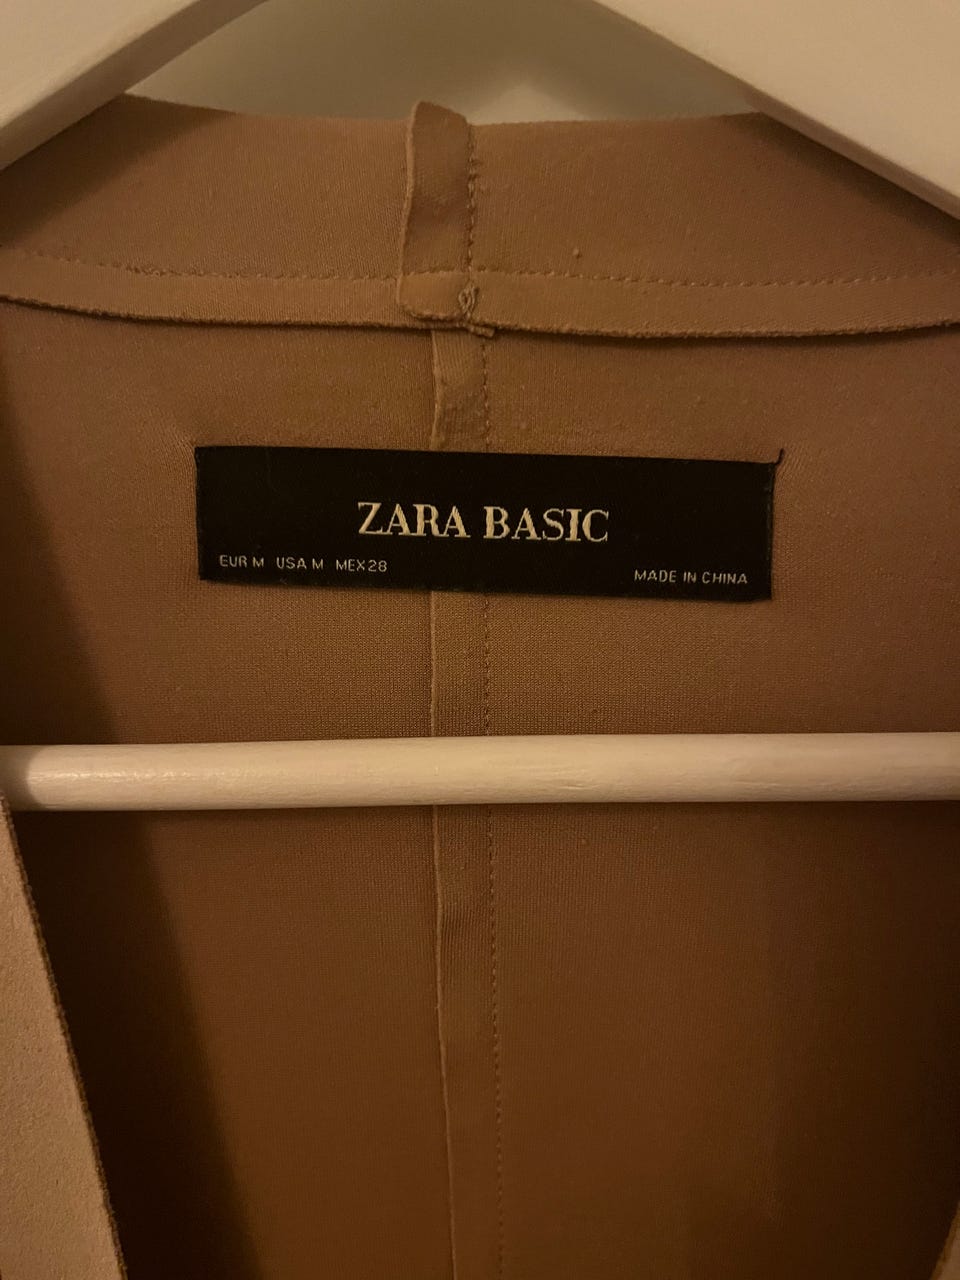 ZARA BASIC
EUR M USA M MEX 28
MADE IN CHINA